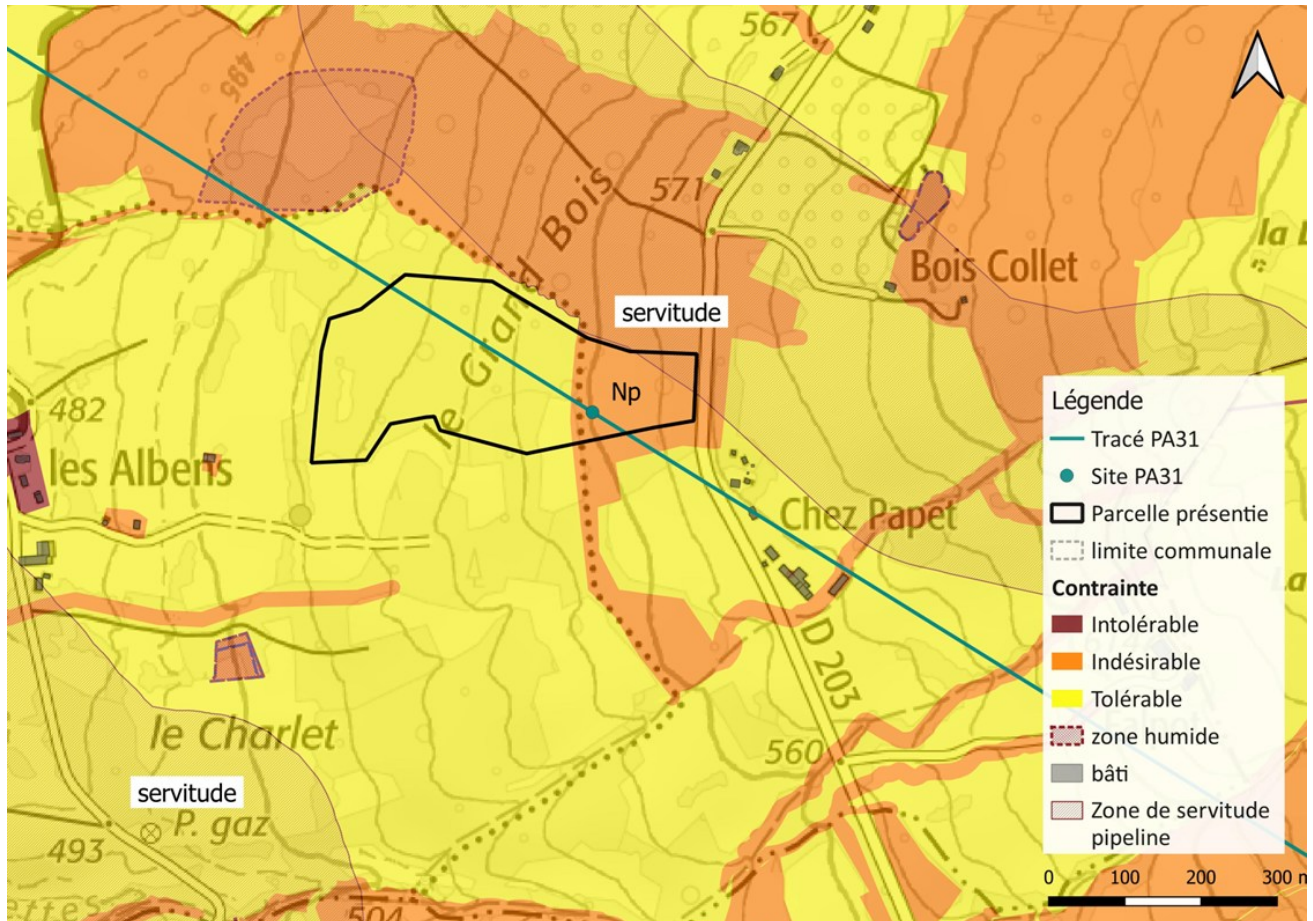 567
495
571
Bois Collet
la
servitude
le Grand Bois
Np
482
les Albens
Chez Papet
D 203
le Charlet
560
servitude
P. gaz
493
504
Légende
Tracé PA31
Site PA31
Parcelle présentie
limite communale
Contrainte
Intolérable
Indésirable
Tolérable
zone humide
bâti
Zone de servitude
pipeline
0 100 200 300 m